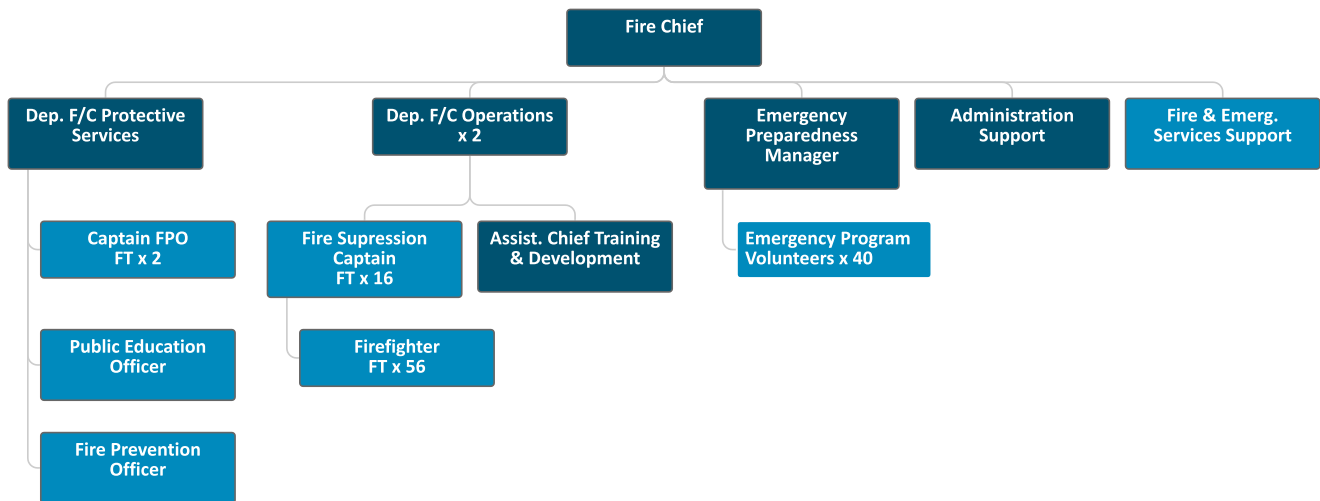 Fire Chief
Dep. F/C Protective
Services
Dep. F/C Operations
x 2
Emergency
Preparedness
Manager
Administration
Support
Fire & Emerg.
Services Support
Captain FPO
FT x 2
Fire Supression
Captain
FT x 16
Assist. Chief Training
& Development
Emergency Program
Volunteers x 40
Public Education
Officer
Firefighter
FT x 56
Fire Prevention
Officer